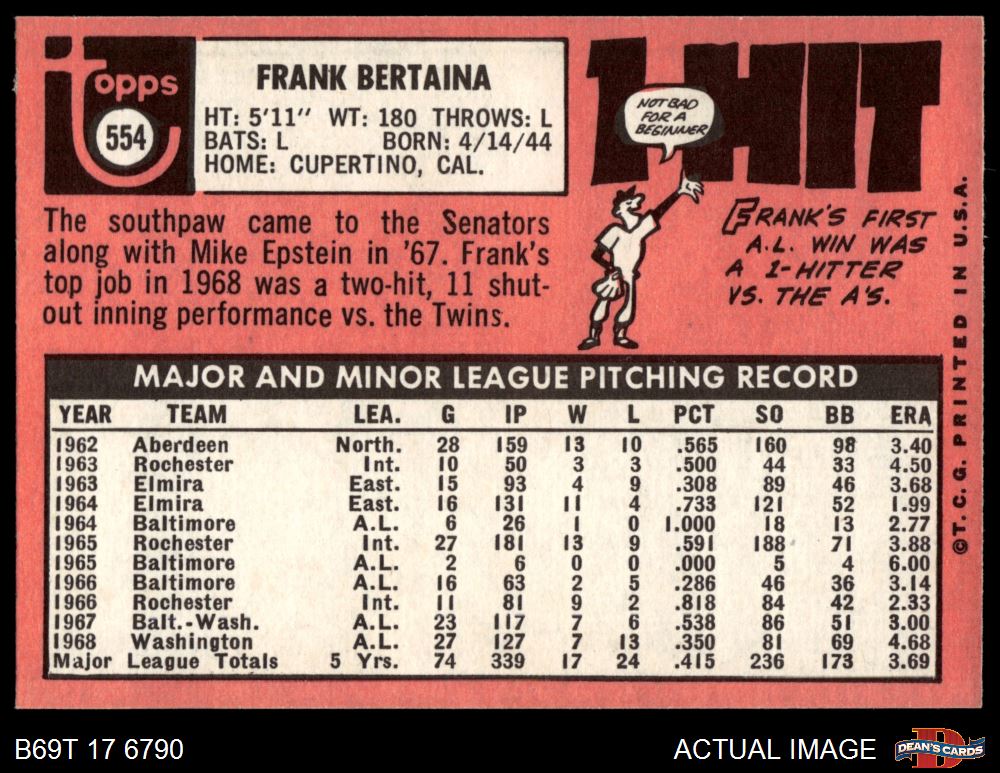 topps
554
FRANK BERTAINA
HT: 5'11" WT: 180 THROWS: L
BATS: L BORN: 4/14/44
HOME: CUPERTINO, CAL.
The southpaw came to the Senators
along with Mike Epstein in '67. Frank's
top job in 1968 was a two-hit, 11 shut-
out inning performance vs. the Twins.
1-HIT
NOT BAD
FOR A
BEGINNER
FRANK'S FIRST
A.L. WIN WAS
A 1-HITTER
VS. THE A'S.
MAJOR AND MINOR LEAGUE PITCHING RECORD
YEAR TEAM LEA. G IP W L PCT SO BB ERA
1962 Aberdeen North. 28 159 13 10 .565 160 98 3.40
1963 Rochester Int. 10 50 3 3 .500 44 33 4.50
1963 Elmira East. 15 93 4 9 .308 89 46 3.68
1964 Elmira East. 16 131 11 4 .733 121 52 1.99
1964 Baltimore A.L. 6 26 1 0 1.000 18 13 2.77
1965 Rochester Int. 27 181 13 9 .591 188 71 3.88
1965 Baltimore A.L. 2 6 0 0 .000 5 4 6.00
1966 Baltimore A.L. 16 63 2 5 .286 46 36 3.14
1966 Rochester Int. 11 81 9 2 .818 84 42 2.33
1967 Balt.-Wash. A.L. 23 117 7 6 .538 86 51 3.00
1968 Washington A.L. 27 127 7 13 .350 81 69 4.68
Major League Totals 5 Yrs. 74 339 17 24 .415 236 173 3.69
©T.C.G. PRINTED IN U.S.A.
B69T 17 6790
ACTUAL IMAGE
D
DEAN'S CARDS